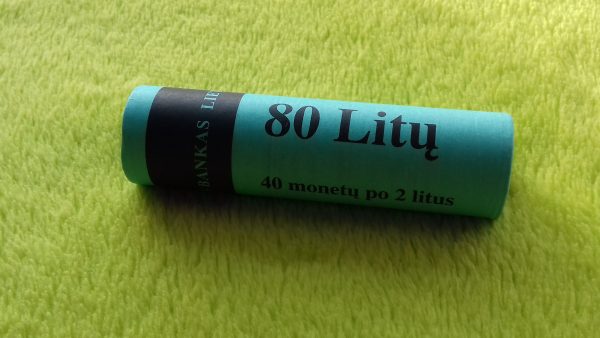 BANKAS LIE
80 Litų
40 monetų po 2 litus